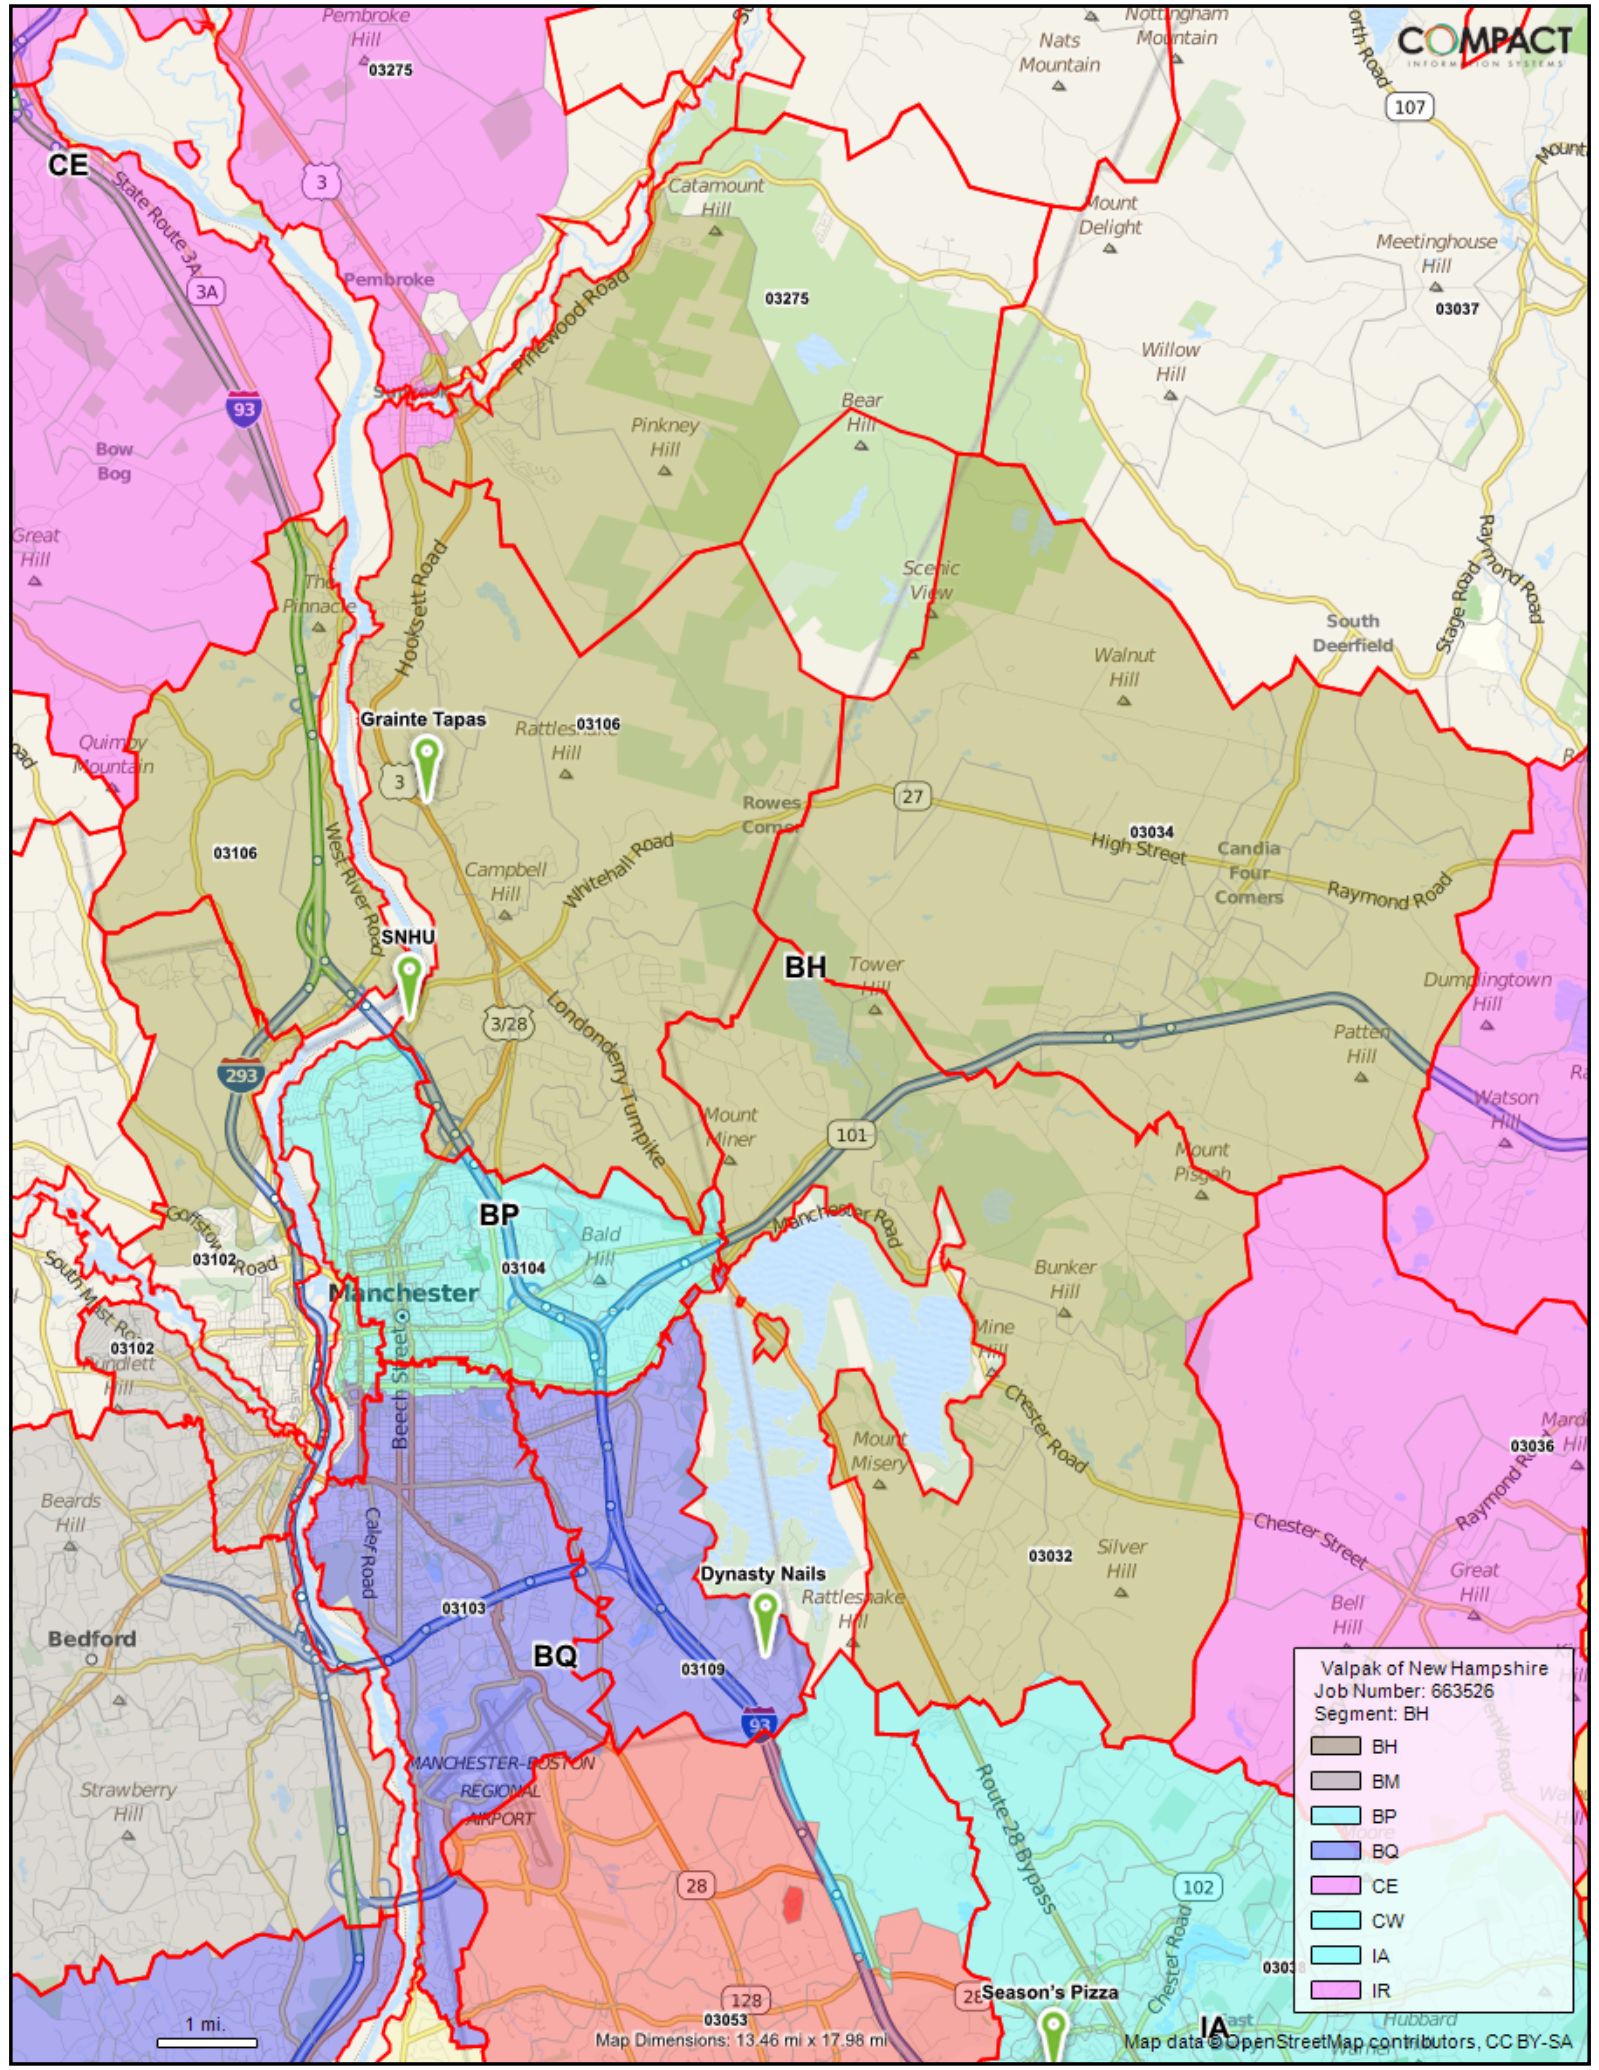 Pembroke
Hill
03275
Nats
Mountain
Nottingham
Mountain
COMPACT
INFORMATION SYSTEMS
107
CE
State Route 3A
3
Catamount
Hill
Mount
Delight
Meetinghouse
Hill
03037
Pembroke
3A
Pinewood Road
03275
Willow
Hill
93
Bow
Bog
Pinkney
Hill
Bear
Hill
Great
Hill
The
Pinnacle
Hooksett Road
Scenic
View
Raymond Road
Stage Road
South
Deerfield
Walnut
Hill
Grainte Tapas
Rattlesnake
Hill
03106
Quimby
Mountain
3
Rowes
Corner
27
03034
High Street
Candia
Four
Corners
Raymond Road
03106
West River Road
Campbell
Hill
Whitehall Road
SNHU
BH
Tower
Hill
Dumplingtown
Hill
3/28
Londonderry Turnpike
Patten
Hill
293
Watson
Hill
Mount
Miner
101
Mount
Pisgah
BP
Manchester Road
Bald
Hill
03102
Road
03104
South Mast Ro
Manchester
Bunker
Hill
03102
Rundlett
Hill
Beech Street
Mine
Hill
Chester Road
Mount
Misery
03036
Raymond Ro
Beards
Hill
Calef Road
Chester Street
03032
Silver
Hill
Great
Hill
Dynasty Nails
Rattlesnake
Hill
Bell
Hill
03103
Bedford
BQ
03109
93
MANCHESTER-BOSTON
REGIONAL
AIRPORT
Strawberry
Hill
Route 28 Bypass
28
102
Chester Road
Valpak of New Hampshire
Job Number: 663526
Segment: BH
BH
BM
BP
BQ
CE
CW
IA
IR
128
03053
28
Season's Pizza
IA
Hubbard
1 mi.
Map Dimensions: 13.46 mi x 17.98 mi
Map data © OpenStreetMap contributors, CC BY-SA